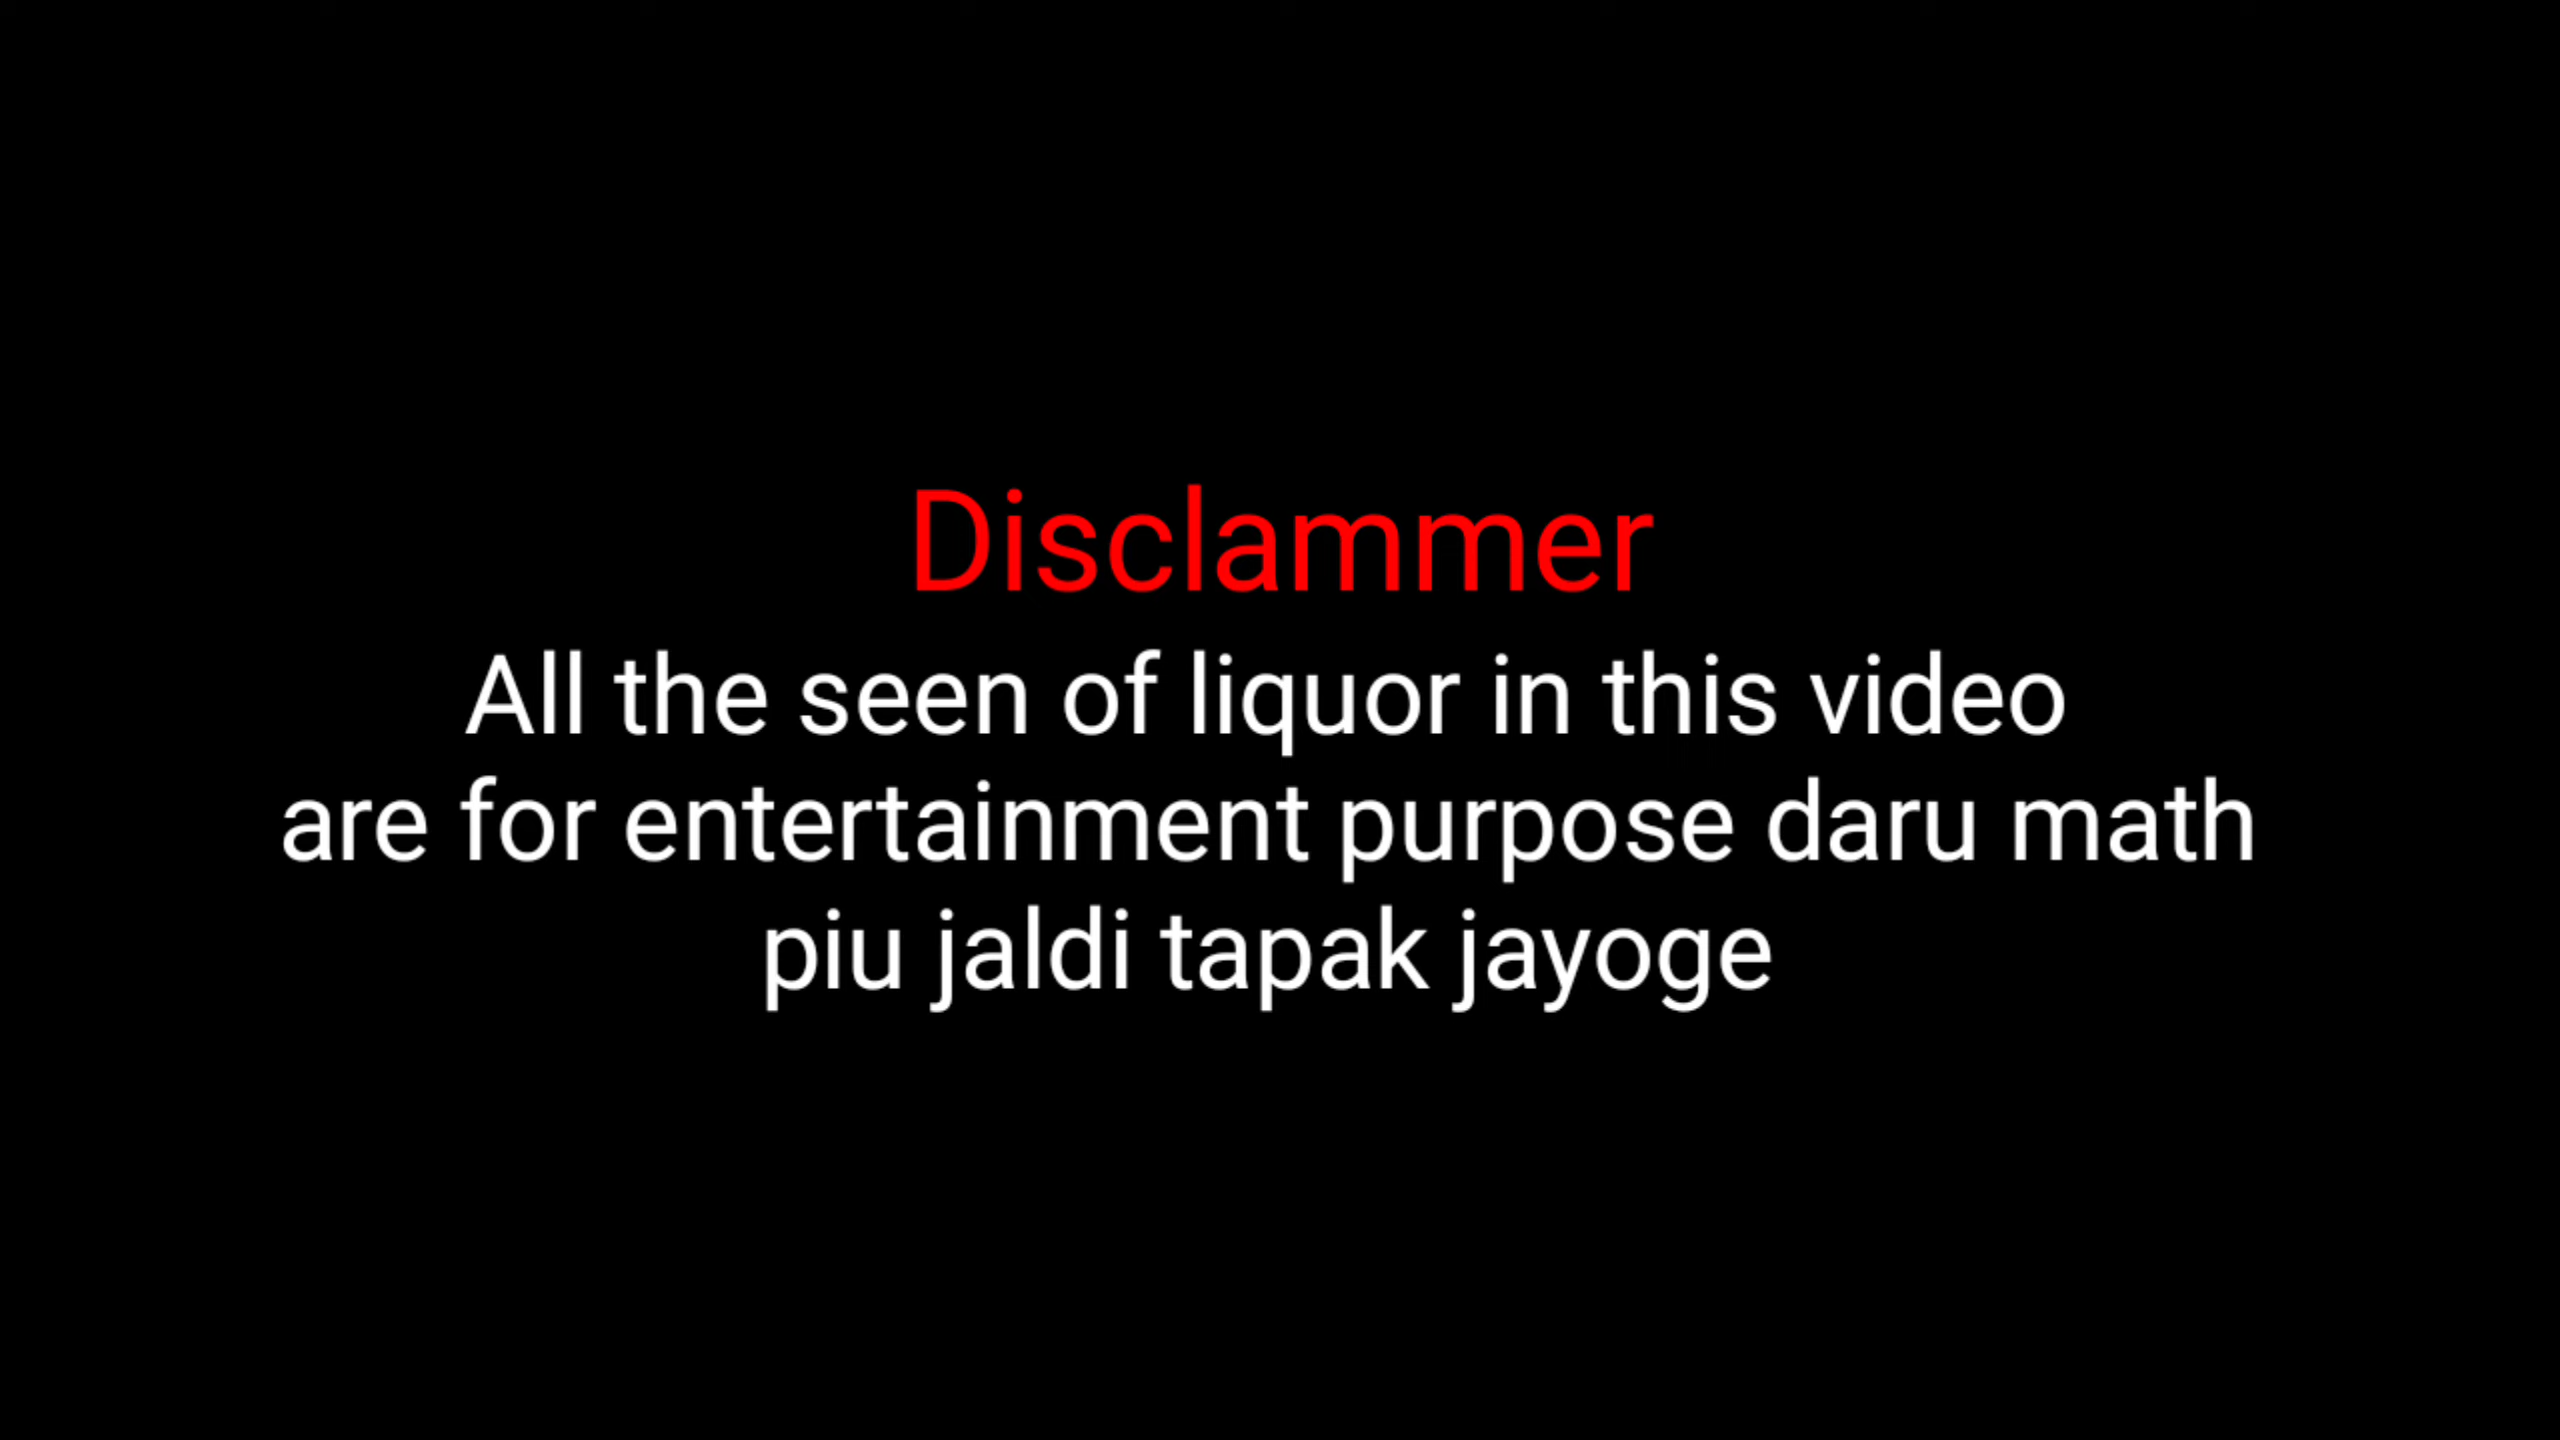 Disclammer
All the seen of liquor in this video
are for entertainment purpose daru math
piu jaldi tapak jayoge